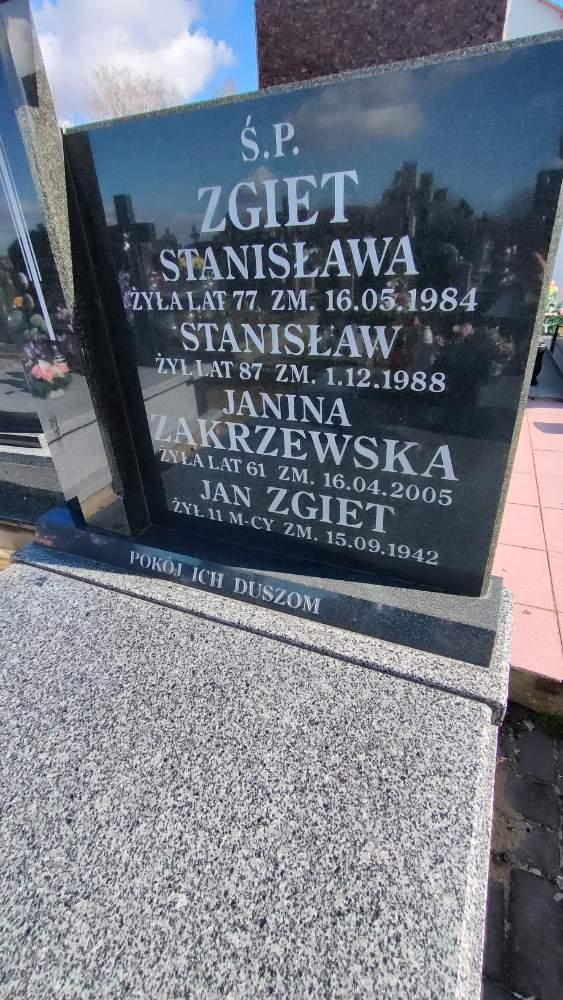 Ś.P.
ZGIET
STANISŁAWA
ŻYŁA LAT 77 ZM. 16.05.1984
STANISŁAW
ŻYŁ LAT 87 ZM. 1.12.1988
JANINA
ZAKRZEWSKA
ŻYŁA LAT 61 ZM. 16.04.2005
JAN ZGIET
ŻYŁ 11 M-CY ZM. 15.09.1942
POKÓJ ICH DUSZOM